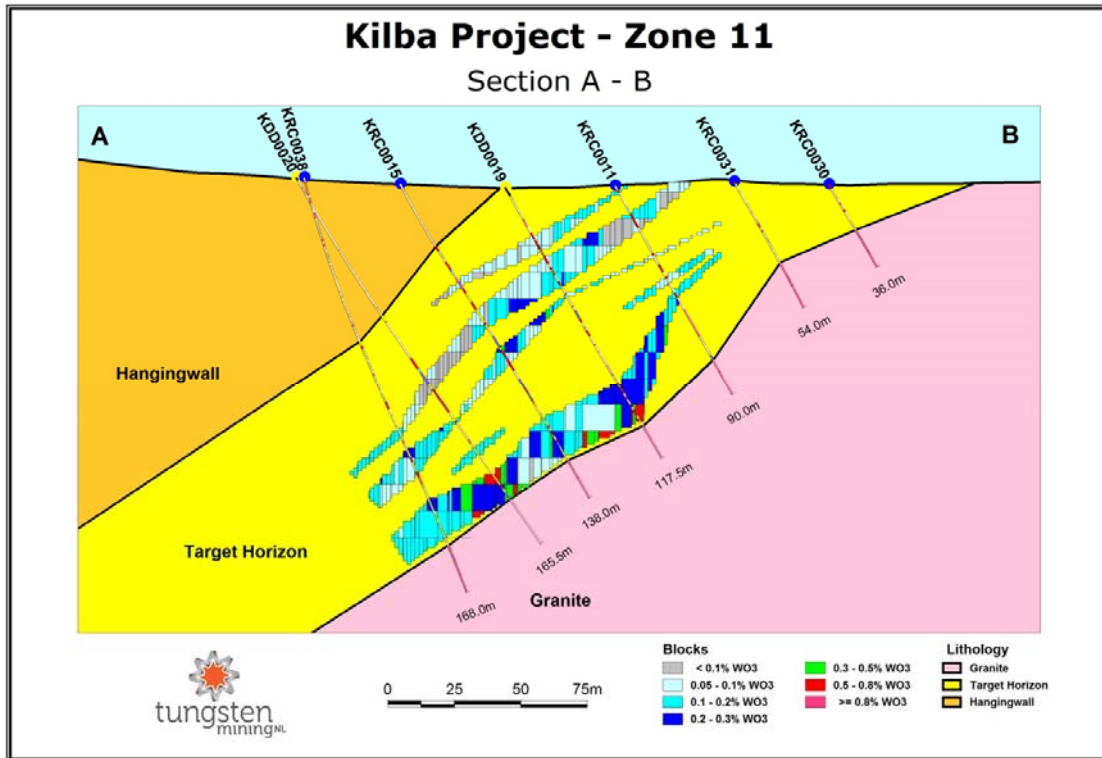 Kilba Project - Zone 11
Section A - B
A
B
KDD0020
KRC0038
KRC0015
KDD0019
KRC0011
KRC0031
KRC0030
36.0m
54.0m
90.0m
117.5m
138.0m
165.5m
168.0m
Hangingwall
Target Horizon
Granite
tungsten
miningNL
0 25 50 75m
Blocks
< 0.1% WO3
0.05 - 0.1% WO3
0.1 - 0.2% WO3
0.2 - 0.3% WO3
0.3 - 0.5% WO3
0.5 - 0.8% WO3
>= 0.8% WO3
Lithology
Granite
Target Horizon
Hangingwall